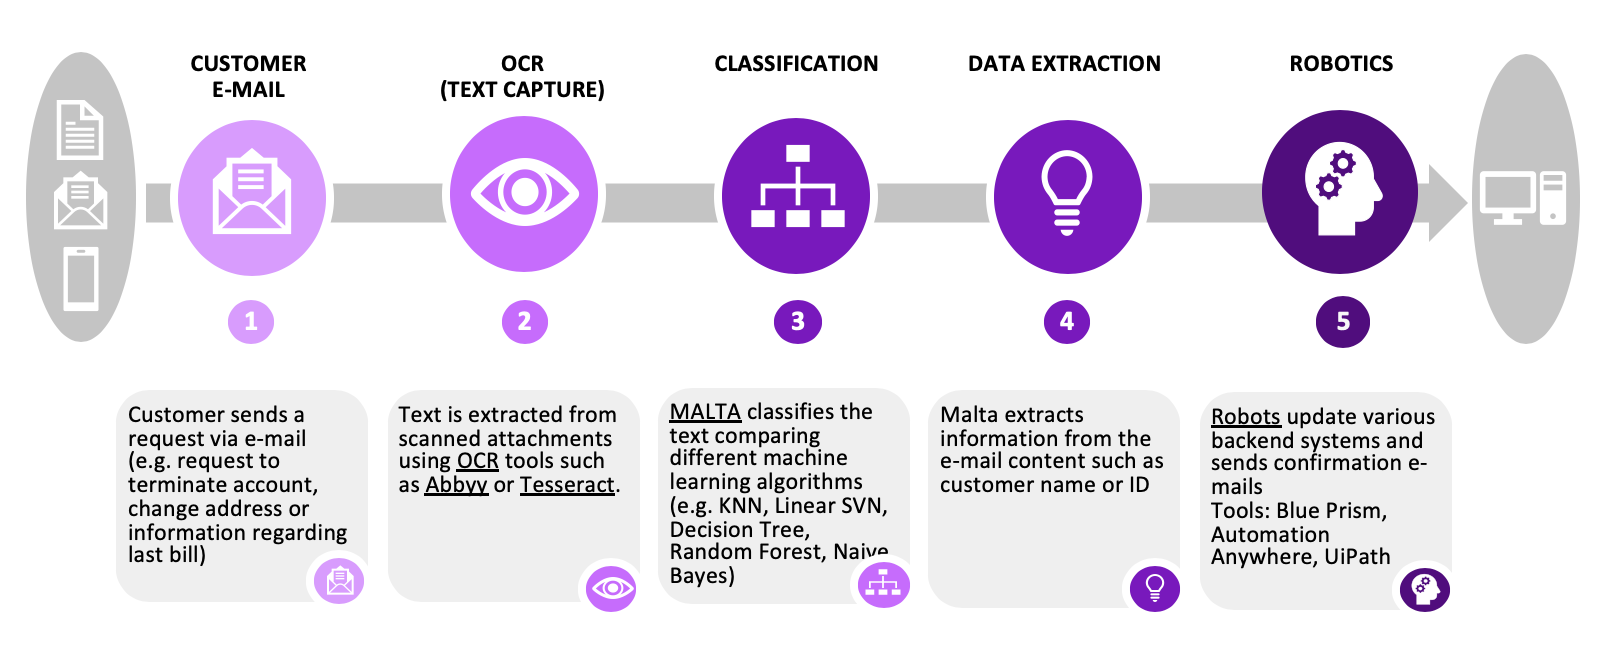 CUSTOMER
E-MAIL
OCR
(TEXT CAPTURE)
CLASSIFICATION
DATA EXTRACTION
ROBOTICS
1
2
3
4
5
Customer sends a
request via e-mail
(e.g. request to
terminate account,
change address or
information regarding
last bill)
Text is extracted from
scanned attachments
using OCR tools such
as Abbyy or Tesseract.
MALTA classifies the
text comparing
different machine
learning algorithms
(e.g. KNN, Linear SVN,
Decision Tree,
Random Forest, Naive
Bayes)
Malta extracts
information from the
e-mail content such as
customer name or ID
Robots update various
backend systems and
sends confirmation e-
mails
Tools: Blue Prism,
Automation
Anywhere, UiPath